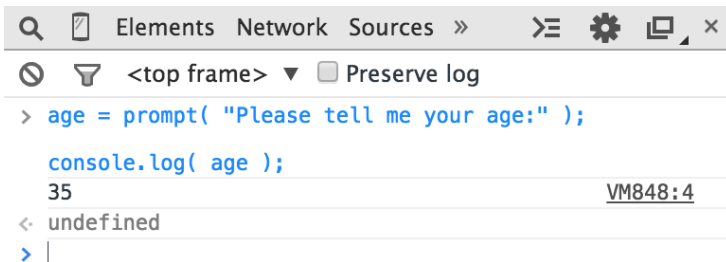 Elements Network Sources »
<top frame> ▼ Preserve log
> age = prompt( "Please tell me your age:" );
console.log( age );
35 VM848:4
undefined
>